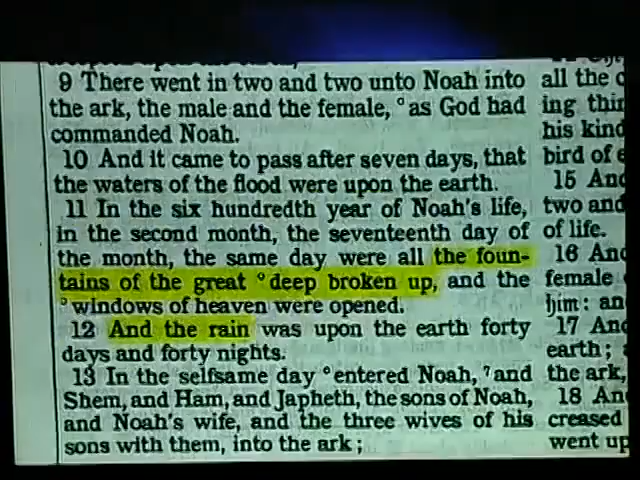 9 There went in two and two unto Noah into
the ark, the male and the female, °as God had
commanded Noah.
10 And it came to pass after seven days, that
the waters of the flood were upon the earth.
11 In the six hundredth year of Noah's life,
in the second month, the seventeenth day of
the month, the same day were all the foun-
tains of the great °deep broken up, and the
°windows of heaven were opened.
12 And the rain was upon the earth forty
days and forty nights.
13 In the selfsame day °entered Noah, ⁷and
Shem, and Ham, and Japheth, the sons of Noah,
and Noah's wife, and the three wives of his
sons with them, into the ark;
all the
ing
his kind
bird of
15 And
two and
of life.
16 And
female
him: an
17 And
earth;
the ark,
18 An
creased
went up